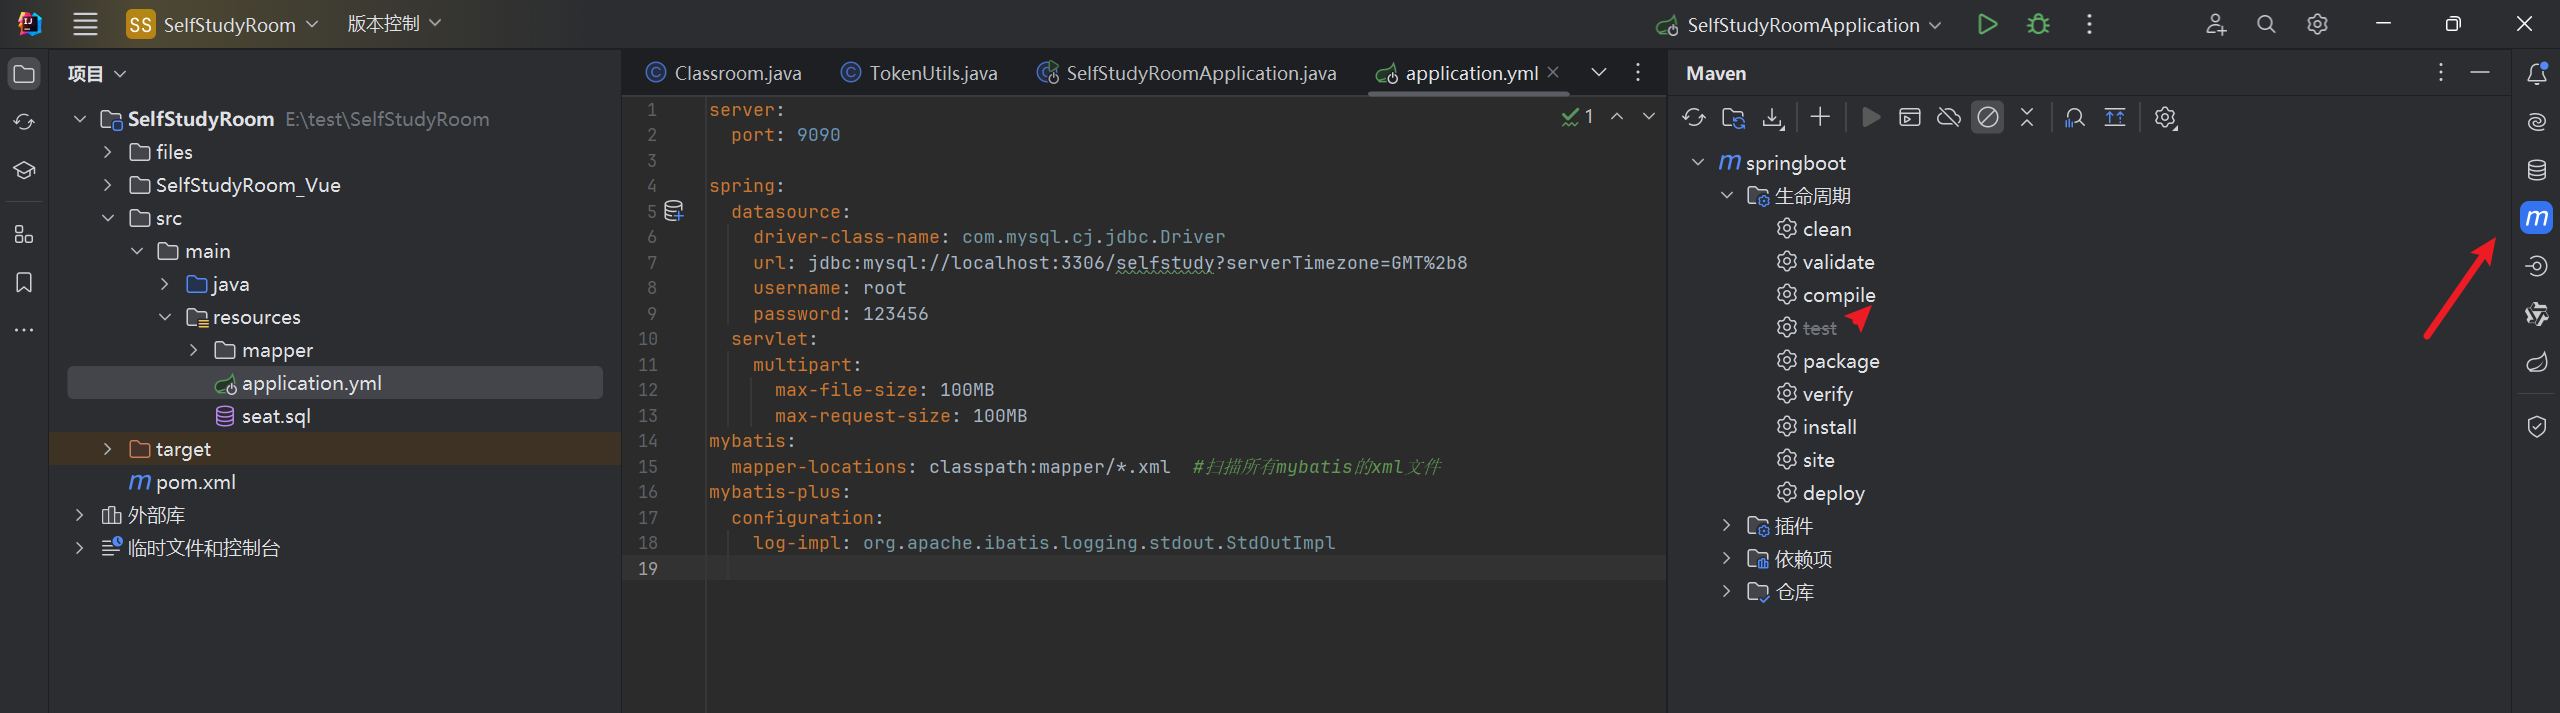 SS SelfStudyRoom 版本控制 SelfStudyRoomApplication
项目
SelfStudyRoom E:\test\SelfStudyRoom
files
SelfStudyRoom_Vue
src
main
java
resources
mapper
application.yml
seat.sql
target
m pom.xml
外部库
临时文件和控制台
Classroom.java TokenUtils.java SelfStudyRoomApplication.java application.yml
1
1 server:
2 port: 9090
3
4 spring:
5 datasource:
6 driver-class-name: com.mysql.cj.jdbc.Driver
7 url: jdbc:mysql://localhost:3306/selfstudy?serverTimezone=GMT%2b8
8 username: root
9 password: 123456
10 servlet:
11 multipart:
12 max-file-size: 100MB
13 max-request-size: 100MB
14 mybatis:
15 mapper-locations: classpath:mapper/*.xml #扫描所有mybatis的xml文件
16 mybatis-plus:
17 configuration:
18 log-impl: org.apache.ibatis.logging.stdout.StdOutImpl
19
Maven
m springboot
生命周期
clean
validate
compile
test
package
verify
install
site
deploy
插件
依赖项
仓库
m